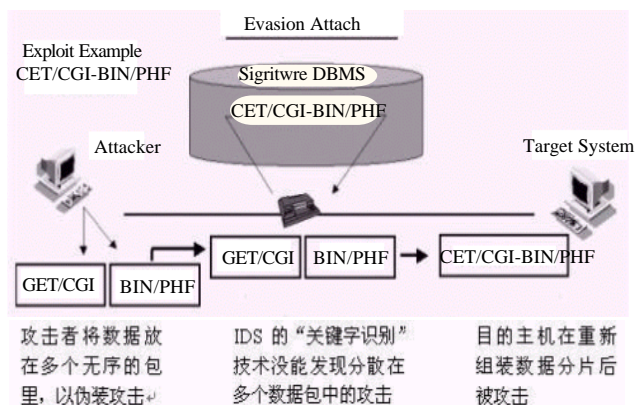 Evasion Attach
Exploit Example
CET/CGI-BIN/PHF
Sigritwre DBMS
CET/CGI-BIN/PHF
Attacker
Target System
GET/CGI
BIN/PHF
GET/CGI
BIN/PHF
CET/CGI-BIN/PHF
攻击者将数据放
在多个无序的包
里，以伪装攻击↵
IDS 的“关键字识别”
技术没能发现分散在
多个数据包中的攻击
目的主机在重新
组装数据分片后
被攻击